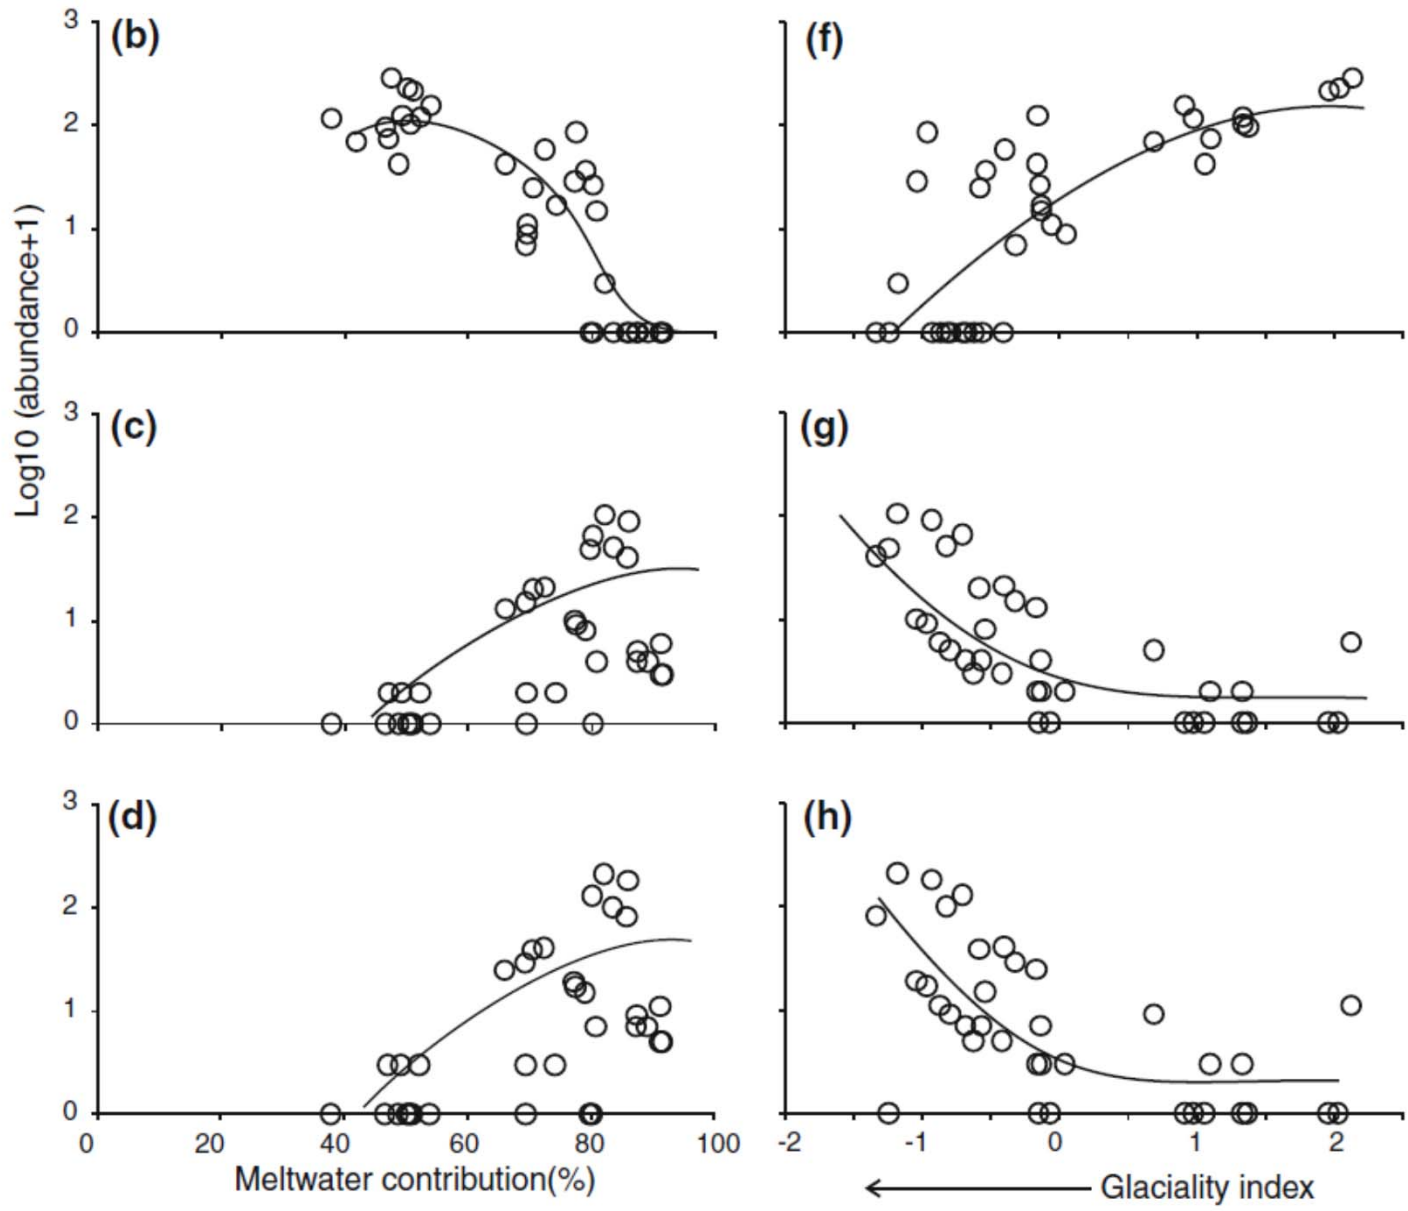 3
(b)
(f)
2
1
0
Log10 (abundance+1)
3
(c)
(g)
2
1
0
3
(d)
(h)
2
1
0
0 20 40 60 80 100 -2 -1 0 1 2
Meltwater contribution(%)
Glaciality index